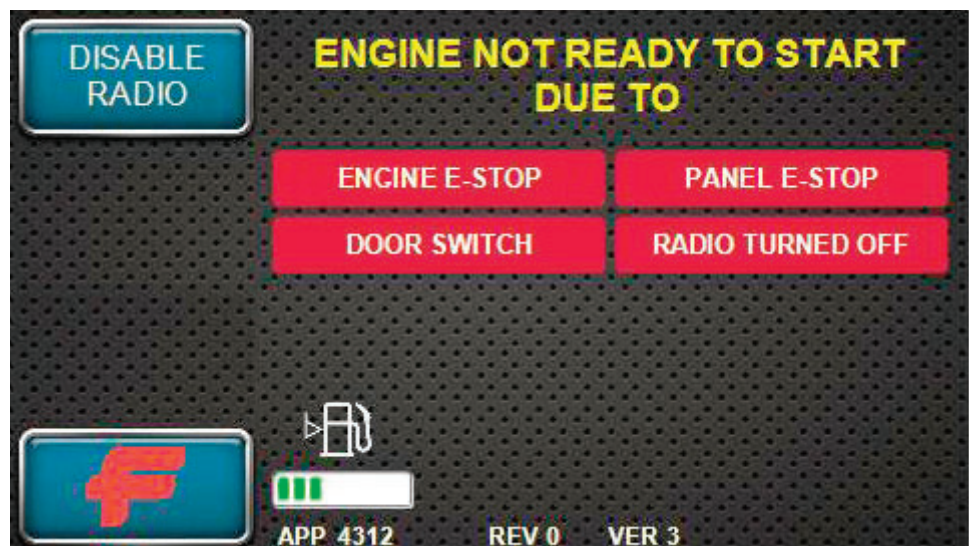 DISABLE
RADIO
ENGINE NOT READY TO START
DUE TO
ENGINE E-STOP PANEL E-STOP
DOOR SWITCH RADIO TURNED OFF
F
APP 4312 REV 0 VER 3